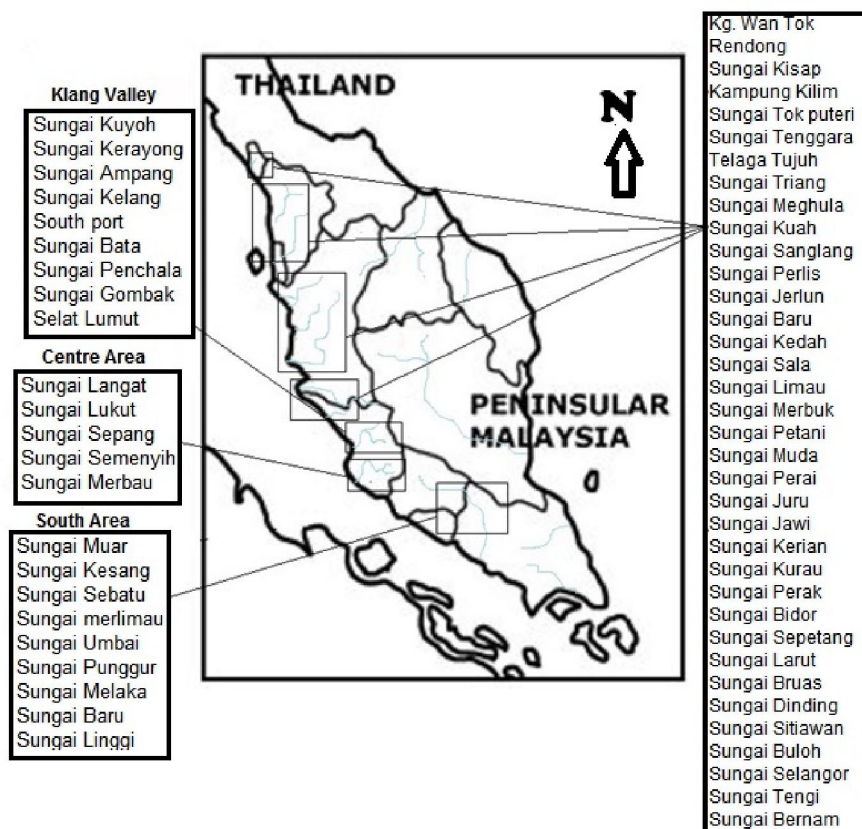 Klang Valley
Sungai Kuyoh
Sungai Kerayong
Sungai Ampang
Sungai Kelang
South port
Sungai Bata
Sungai Penchala
Sungai Gombak
Selat Lumut
Centre Area
Sungai Langat
Sungai Lukut
Sungai Sepang
Sungai Semenyih
Sungai Merbau
South Area
Sungai Muar
Sungai Kesang
Sungai Sebatu
Sungai merlimau
Sungai Umbai
Sungai Punggur
Sungai Melaka
Sungai Baru
Sungai Linggi
THAILAND
N
PENINSULAR
MALAYSIA
Kg. Wan Tok
Rendong
Sungai Kisap
Kampung Kilim
Sungai Tok puteri
Sungai Tenggara
Telaga Tujuh
Sungai Triang
Sungai Meghula
Sungai Kuah
Sungai Sanglang
Sungai Perlis
Sungai Jerlun
Sungai Baru
Sungai Kedah
Sungai Sala
Sungai Limau
Sungai Merbuk
Sungai Petani
Sungai Muda
Sungai Perai
Sungai Juru
Sungai Jawi
Sungai Kerian
Sungai Kurau
Sungai Perak
Sungai Bidor
Sungai Sepetang
Sungai Larut
Sungai Bruas
Sungai Dinding
Sungai Sitiawan
Sungai Buloh
Sungai Selangor
Sungai Tengi
Sungai Bernam